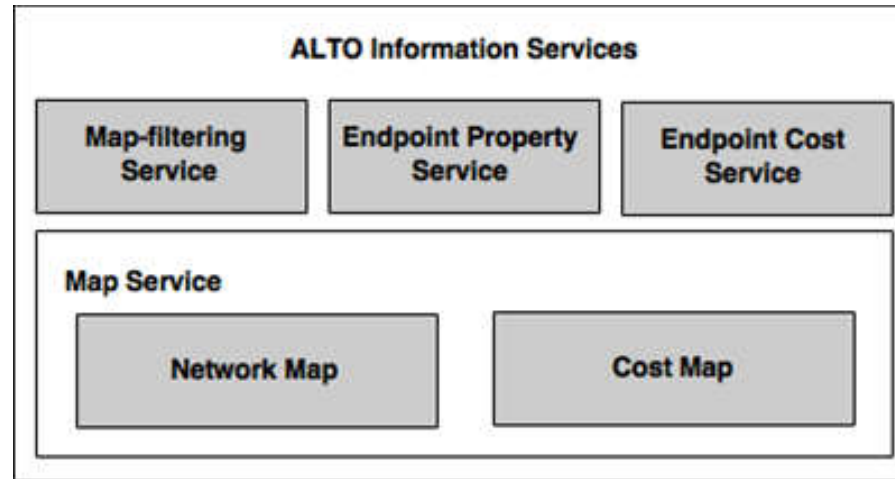 ALTO Information Services
Map-filtering
Service
Endpoint Property
Service
Endpoint Cost
Service
Map Service
Network Map
Cost Map